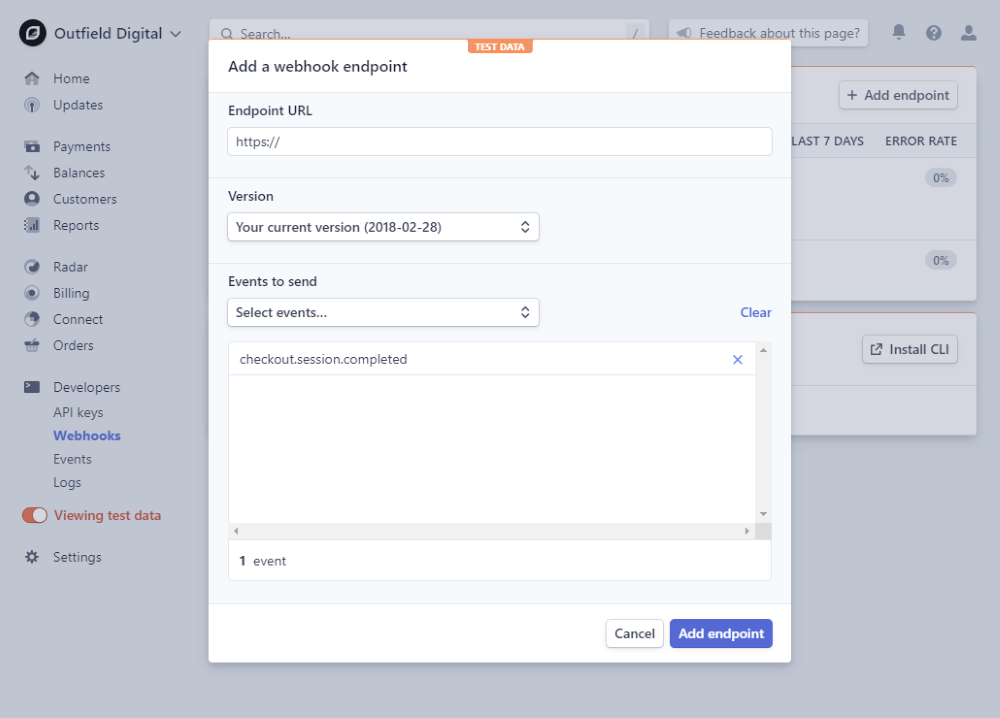 Outfield Digital
Search...
/
Feedback about this page?
Home
Updates
Payments
Balances
Customers
Reports
Radar
Billing
Connect
Orders
Developers
API keys
Webhooks
Events
Logs
Viewing test data
Settings
TEST DATA
Add a webhook endpoint
Endpoint URL
https://
Version
Your current version (2018-02-28)
Events to send
Select events...
Clear
checkout.session.completed
1 event
Cancel
Add endpoint
+ Add endpoint
LAST 7 DAYS ERROR RATE
0%
0%
Install CLI